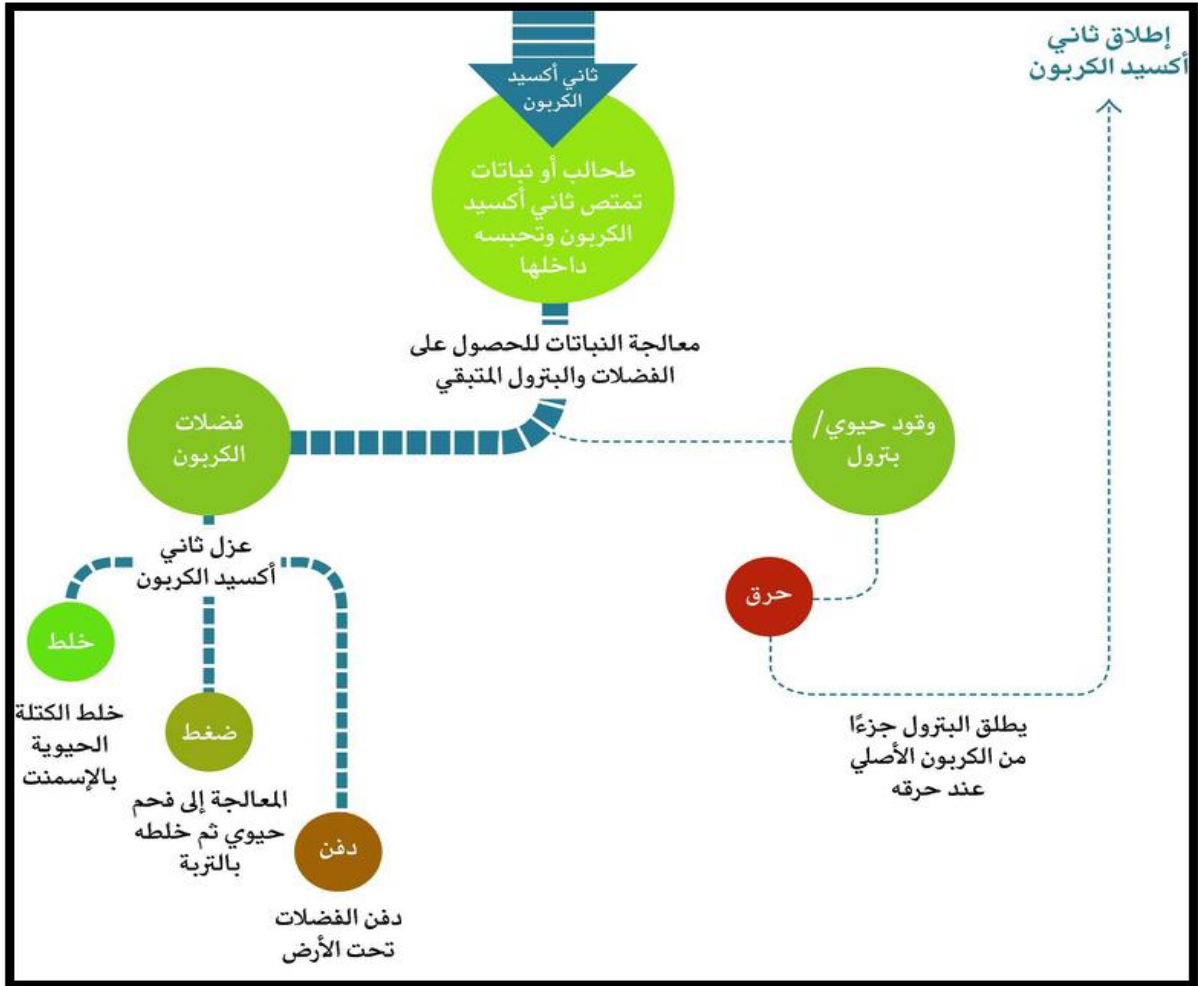 إطلاق ثاني
أكسيد الكربون
ثاني أكسيد
الكربون
طحالب أو نباتات
تمتص ثاني أكسيد
الكربون وتحبسه
داخلها
معالجة النباتات للحصول على
الفضلات والبترول المتبقي
وقود حيوي/
بترول
فضلات
الكربون
حرق
يطلق البترول جزءًا
من الكربون الأصلي
عند حرقه
عزل ثاني
أكسيد الكربون
خلط
خلط الكتلة
الحيوية
بالإسمنت
ضغط
المعالجة إلى فحم
حيوي ثم خلطه
بالتربة
دفن
دفن الفضلات
تحت الأرض